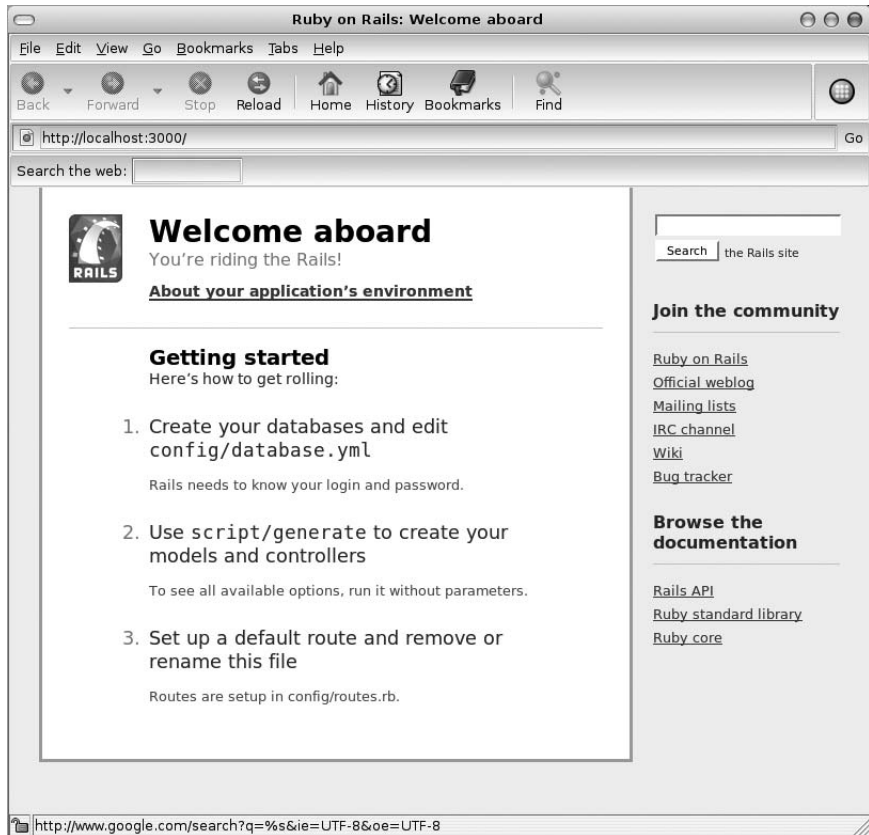 Ruby on Rails: Welcome aboard
File Edit View Go Bookmarks Tabs Help
Back Forward Stop Reload Home History Bookmarks Find
http://localhost:3000/ Go
Search the web:
RAILS
Welcome aboard
You're riding the Rails!
About your application's environment
Getting started
Here's how to get rolling:
1. Create your databases and edit
config/database.yml
Rails needs to know your login and password.
2. Use script/generate to create your
models and controllers
To see all available options, run it without parameters.
3. Set up a default route and remove or
rename this file
Routes are setup in config/routes.rb.
Search the Rails site
Join the community
Ruby on Rails
Official weblog
Mailing lists
IRC channel
Wiki
Bug tracker
Browse the
documentation
Rails API
Ruby standard library
Ruby core
http://www.google.com/search?q=%s&ie=UTF-8&oe=UTF-8